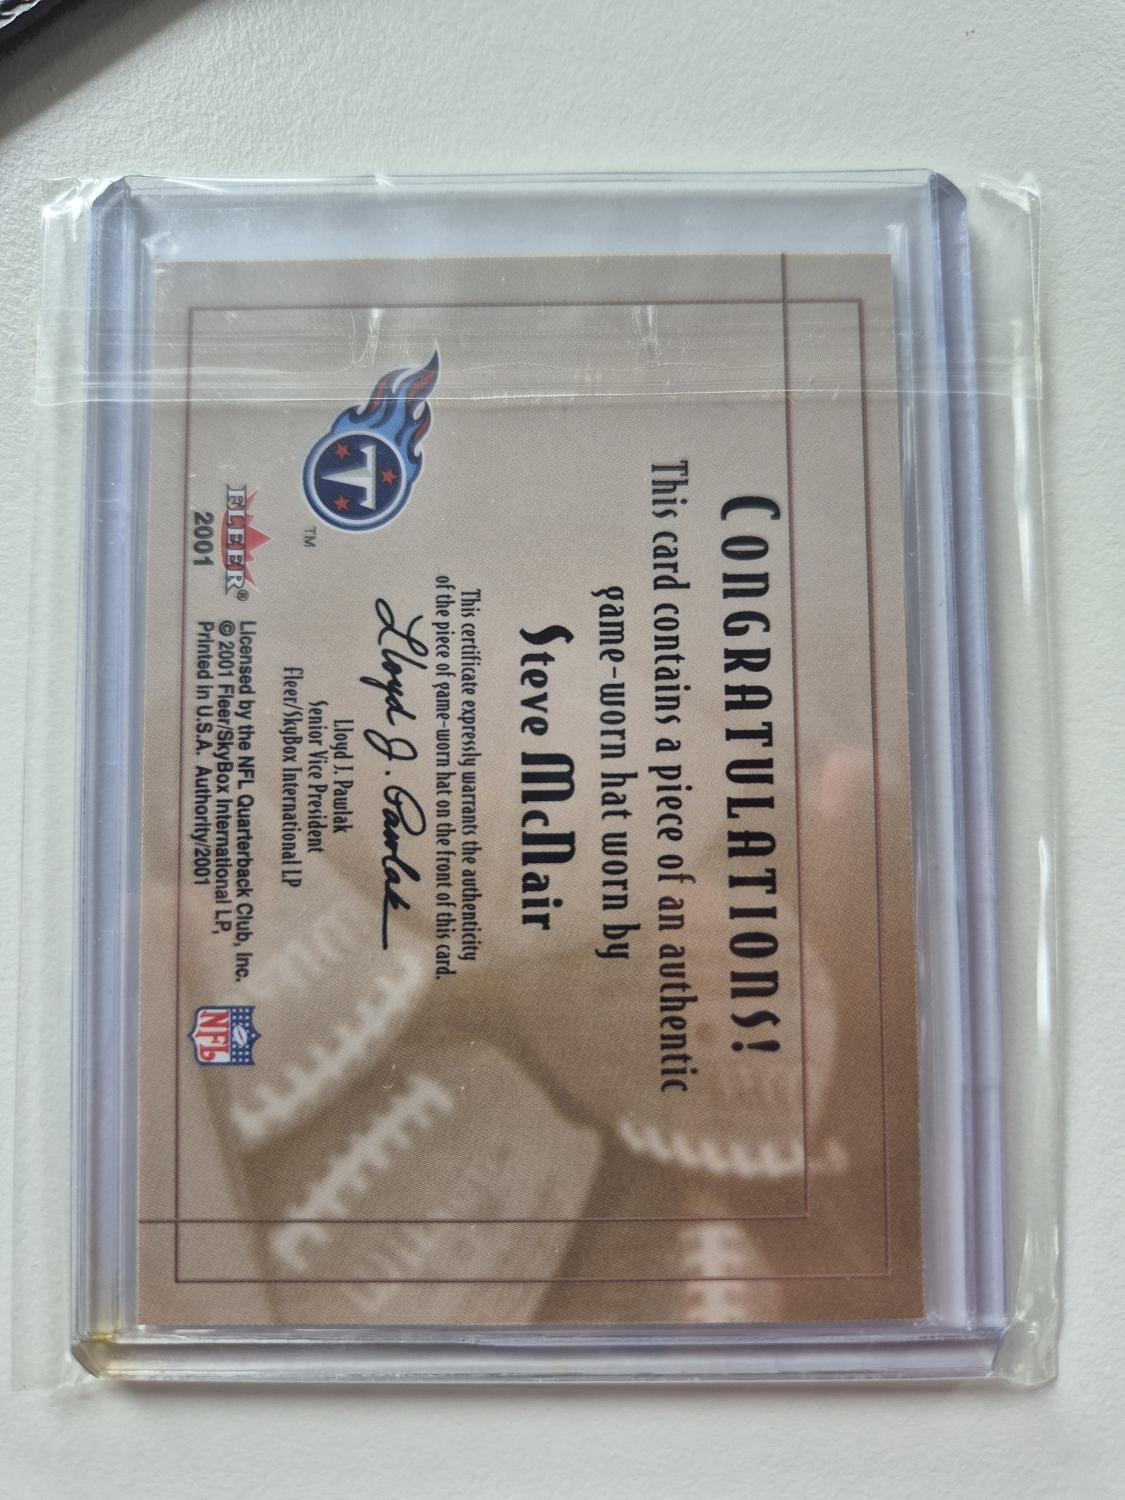 CONGRATULATIONS!
This card contains a piece of an authentic
game-worn hat worn by
Steve McNair
This certificate expressly warrants the authenticity
of the piece of game-worn hat on the front of this card.
Lloyd J. Pawlak
Lloyd J. Pawlak
Senior Vice President
Fleer/SkyBox International LP
T
TM
FLEER®
2001
Licensed by the NFL Quarterback Club, Inc.
© 2001 Fleer/SkyBox International LP,
Printed in U.S.A. Authority/2001
NFL